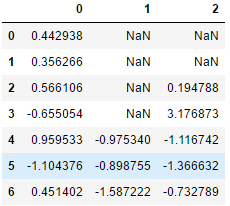 0 1 2
0 0.442938 NaN NaN
1 0.356266 NaN NaN
2 0.566106 NaN 0.194788
3 -0.655054 NaN 3.176873
4 0.959533 -0.975340 -1.116742
5 -1.104376 -0.898755 -1.366632
6 0.451402 -1.587222 -0.732789